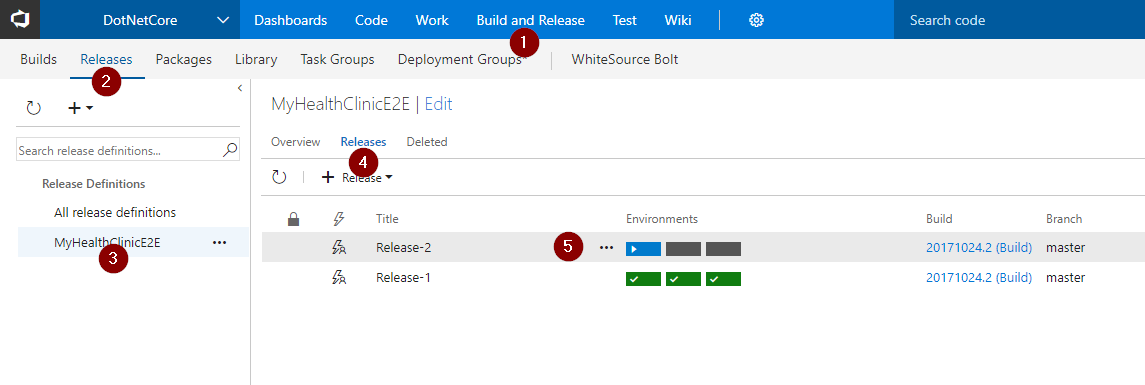 DotNetCore Dashboards Code Work Build and Release Test Wiki Search code
1
Builds Releases Packages Library Task Groups Deployment Groups* WhiteSource Bolt
2
MyHealthClinicE2E | Edit
Overview Releases Deleted
Search release definitions...
4
+ Release
Release Definitions
All release definitions
Title Environments Build Branch
MyHealthClinicE2E ...
3
Release-2 5 ... 20171024.2 (Build) master
Release-1 20171024.2 (Build) master